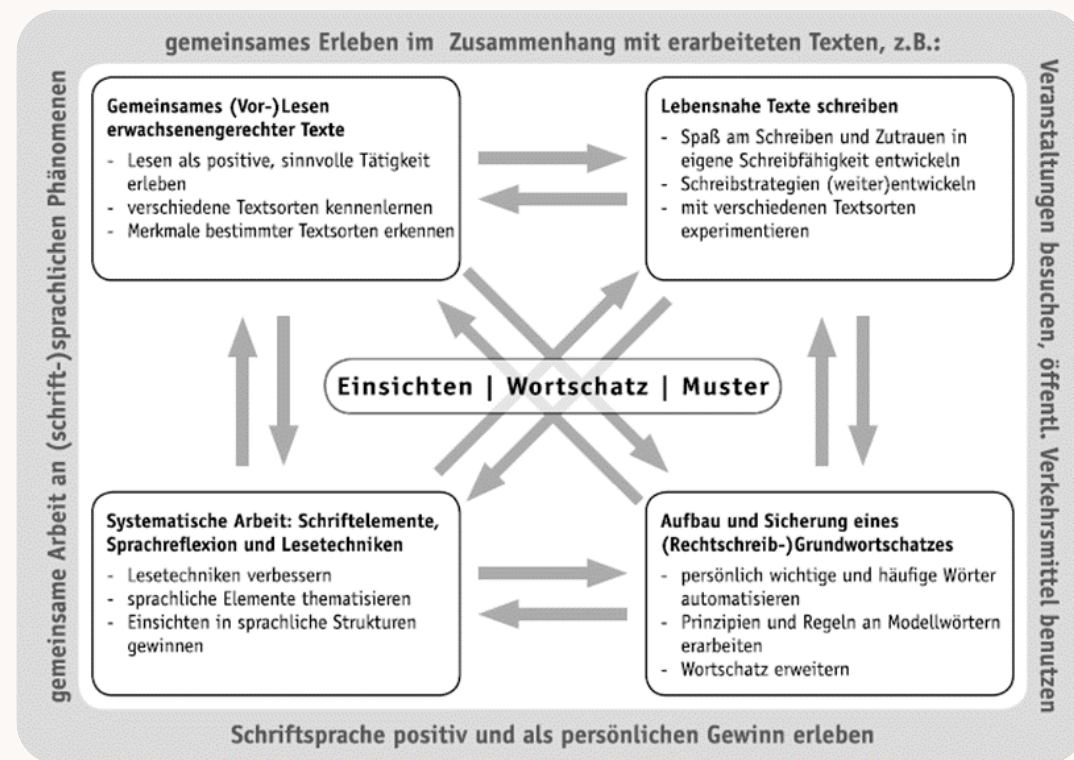 gemeinsames Erleben im Zusammenhang mit erarbeiteten Texten, z.B.:
gemeinsame Arbeit an (schrift-)sprachlichen Phänomenen
Gemeinsames (Vor-)Lesen
erwachsenengerechter Texte
- Lesen als positive, sinnvolle Tätigkeit
erleben
- verschiedene Textsorten kennenlernen
- Merkmale bestimmter Textsorten erkennen
Lebensnahe Texte schreiben
- Spaß am Schreiben und Zutrauen in
eigene Schreibfähigkeit entwickeln
- Schreibstrategien (weiter)entwickeln
- mit verschiedenen Textsorten
experimentieren
Veranstaltungen besuchen, öffentl. Verkehrsmittel benutzen
Einsichten | Wortschatz | Muster
Systematische Arbeit: Schriftelemente,
Sprachreflexion und Lesetechniken
- Lesetechniken verbessern
- sprachliche Elemente thematisieren
- Einsichten in sprachliche Strukturen
gewinnen
Aufbau und Sicherung eines
(Rechtschreib-)Grundwortschatzes
- persönlich wichtige und häufige Wörter
automatisieren
- Prinzipien und Regeln an Modellwörtern
erarbeiten
- Wortschatz erweitern
Schriftsprache positiv und als persönlichen Gewinn erleben